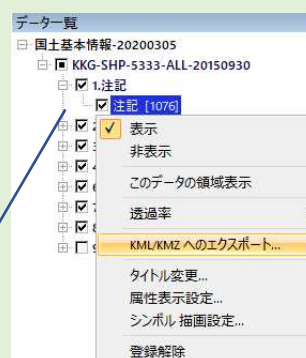 データ一覧
国土基本情報-20200305
KKG-SHP-5333-ALL-20150930
1.注記
注記 [1076]
表示
非表示
このデータの領域表示
透過率
KML/KMZ へのエクスポート...
タイトル変更...
属性表示設定...
シンボル 描画設定...
登録解除